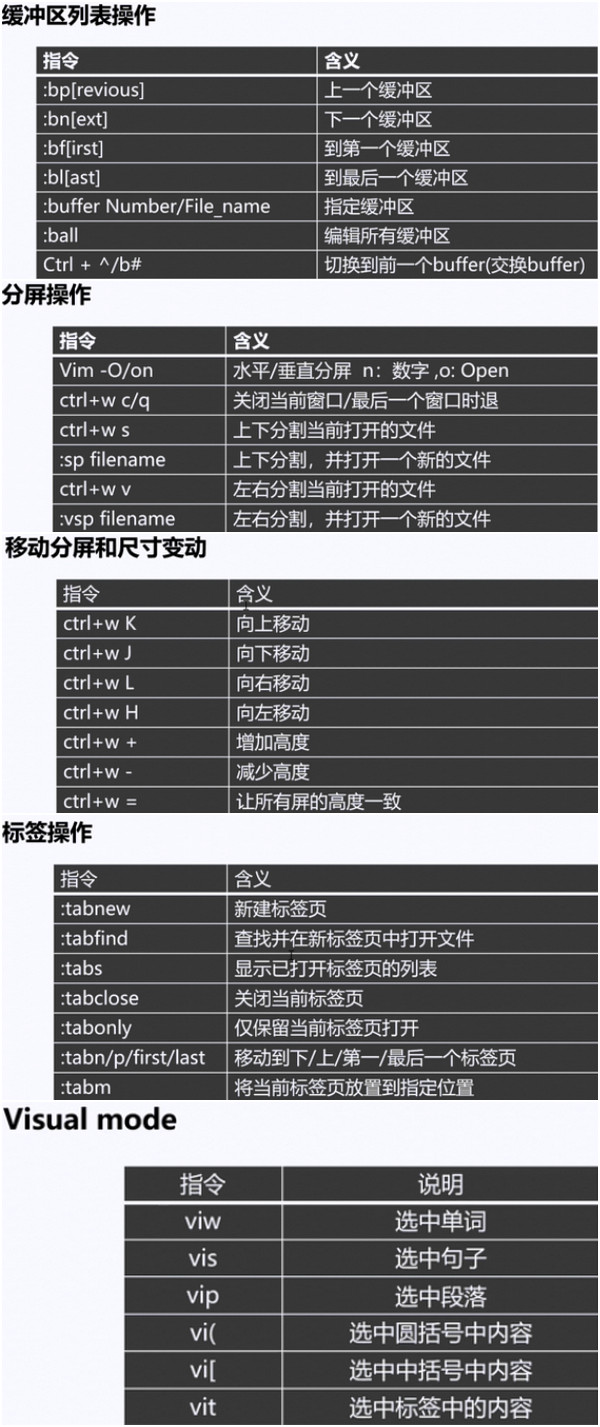 缓冲区列表操作
指令 含义
:bp[revious] 上一个缓冲区
:bn[ext] 下一个缓冲区
:bf[irst] 到第一个缓冲区
:bl[ast] 到最后一个缓冲区
:buffer Number/File_name 指定缓冲区
:ball 编辑所有缓冲区
Ctrl + ^/b# 切换到前一个buffer(交换buffer)
分屏操作
指令 含义
Vim -O/on 水平/垂直分屏 n：数字 ,o: Open
ctrl+w c/q 关闭当前窗口/最后一个窗口时退
ctrl+w s 上下分割当前打开的文件
:sp filename 上下分割，并打开一个新的文件
ctrl+w v 左右分割当前打开的文件
:vsp filename 左右分割，并打开一个新的文件
移动分屏和尺寸变动
指令 含义
ctrl+w K 向上移动
ctrl+w J 向下移动
ctrl+w L 向右移动
ctrl+w H 向左移动
ctrl+w + 增加高度
ctrl+w - 减少高度
ctrl+w = 让所有屏的高度一致
标签操作
指令 含义
:tabnew 新建标签页
:tabfind 查找并在新标签页中打开文件
:tabs 显示已打开标签页的列表
:tabclose 关闭当前标签页
:tabonly 仅保留当前标签页打开
:tabn/p/first/last 移动到下/上/第一/最后一个标签页
:tabm 将当前标签页放置到指定位置
Visual mode
指令 说明
viw 选中单词
vis 选中句子
vip 选中段落
vi( 选中圆括号中内容
vi[ 选中中括号中内容
vit 选中标签中的内容